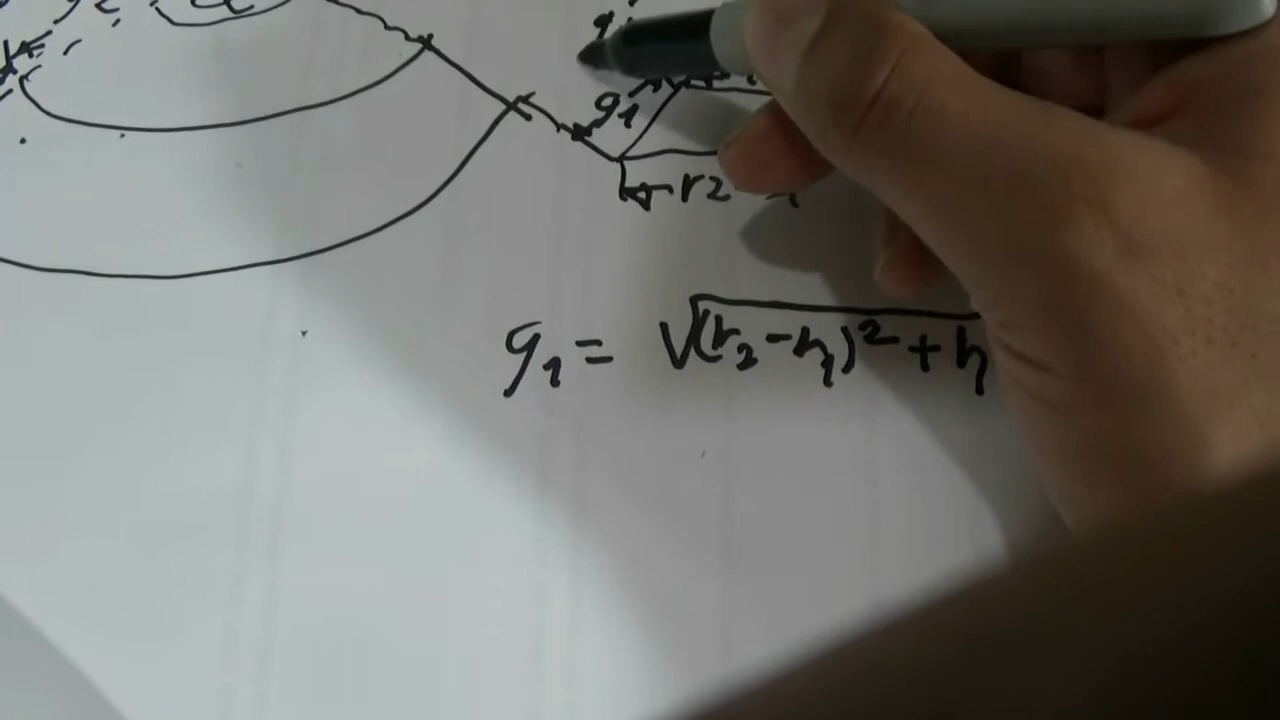 g1
r2
g1 = √(r2-r1)²+h